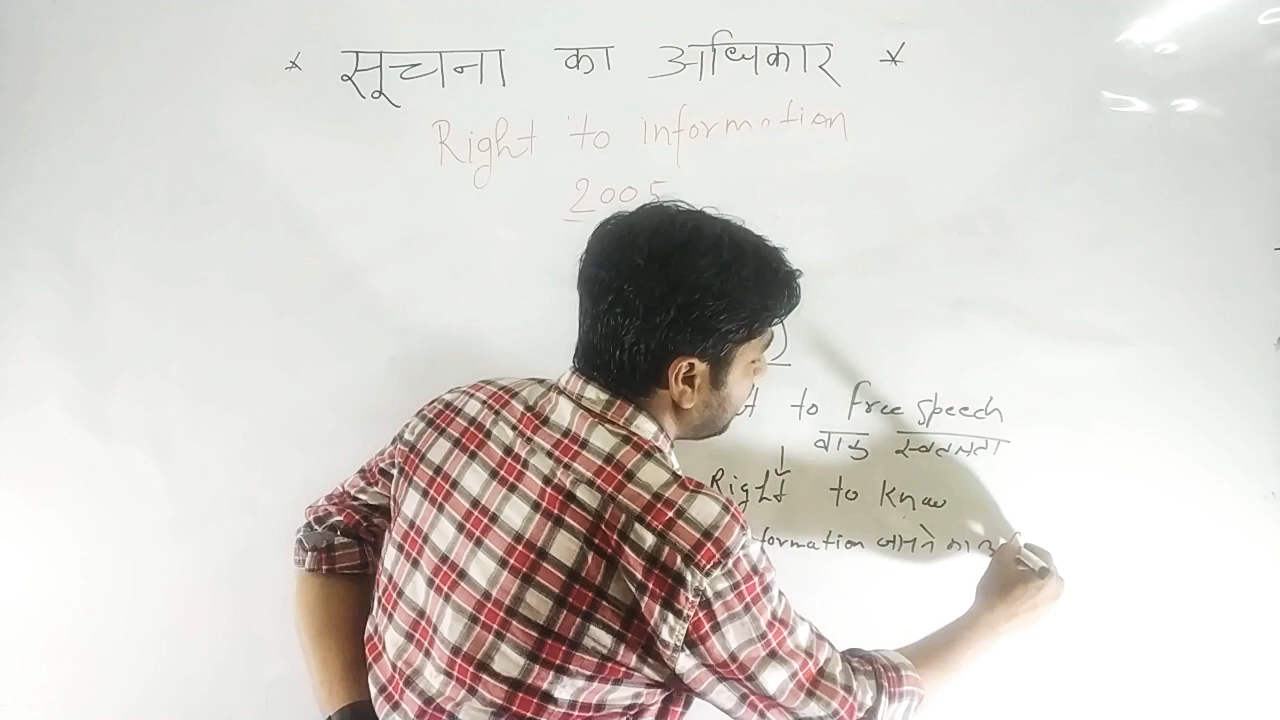 * सूचना का अधिकार *
Right to information
2005
to free speech
वाक स्वतंत्रता
Right to Know
formation जानने का